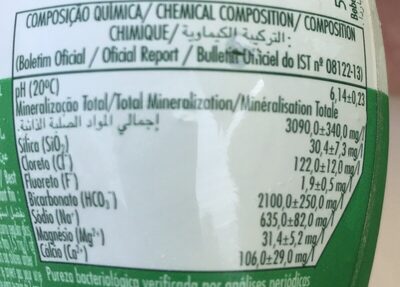 COMPOSIÇÃO QUÍMICA/ CHEMICAL COMPOSITION/ COMPOSITION
CHIMIQUE/ التركيبة الكيماوية :
(Boletim Oficial / Oficial Report / Bulletin Officiel do IST nº 08122-13)
pH (20ºC) 6,14±0,23
Mineralização Total/Total Mineralization/Minéralisation Totale
إجمالي المواد الصلبة الذائبة. 3090,0±340,0 mg/l
Sílica (SiO₂) 30,4±7,3 mg/l
Cloreto (Cl⁻) 122,0±12,0 mg/l
Fluoreto (F⁻) 1,9±0,5 mg/l
Bicarbonato (HCO₃⁻) 2100,0±250,0 mg/l
Sódio (Na⁺) 635,0±82,0 mg/l
Magnésio (Mg²⁺) 31,4±5,2 mg/l
Cálcio (Ca²⁺) 106,0±29,0 mg/l
Pureza bacteriológica verificada por análises periódicas